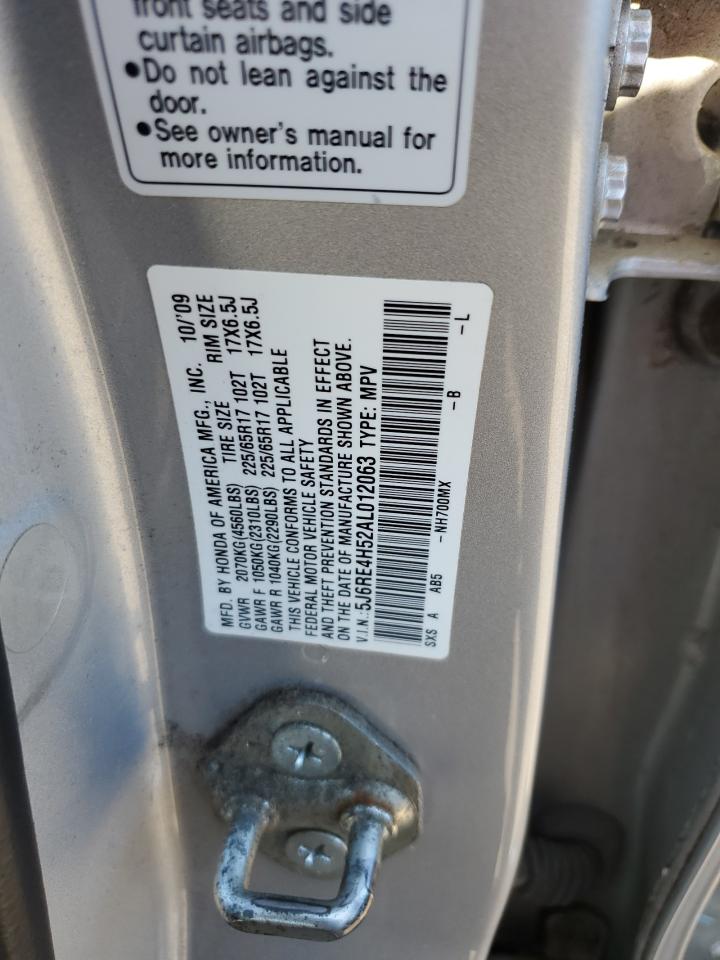 front seats and side
curtain airbags.
●Do not lean against the
door.
●See owner's manual for
more information.
MFD. BY HONDA OF AMERICA MFG., INC. 10/'09
GVWR 2070KG(4560LBS) TIRE SIZE RIM SIZE
GAWR F 1050KG(2310LBS) 225/65R17 102T 17X6.5J
GAWR R 1040KG(2290LBS) 225/65R17 102T 17X6.5J
THIS VEHICLE CONFORMS TO ALL APPLICABLE
FEDERAL MOTOR VEHICLE SAFETY
AND THEFT PREVENTION STANDARDS IN EFFECT
ON THE DATE OF MANUFACTURE SHOWN ABOVE.
V.I.N.:5J6RE4H52AL012063 TYPE: MPV
SXS A AB5 -NH700MX -B -L